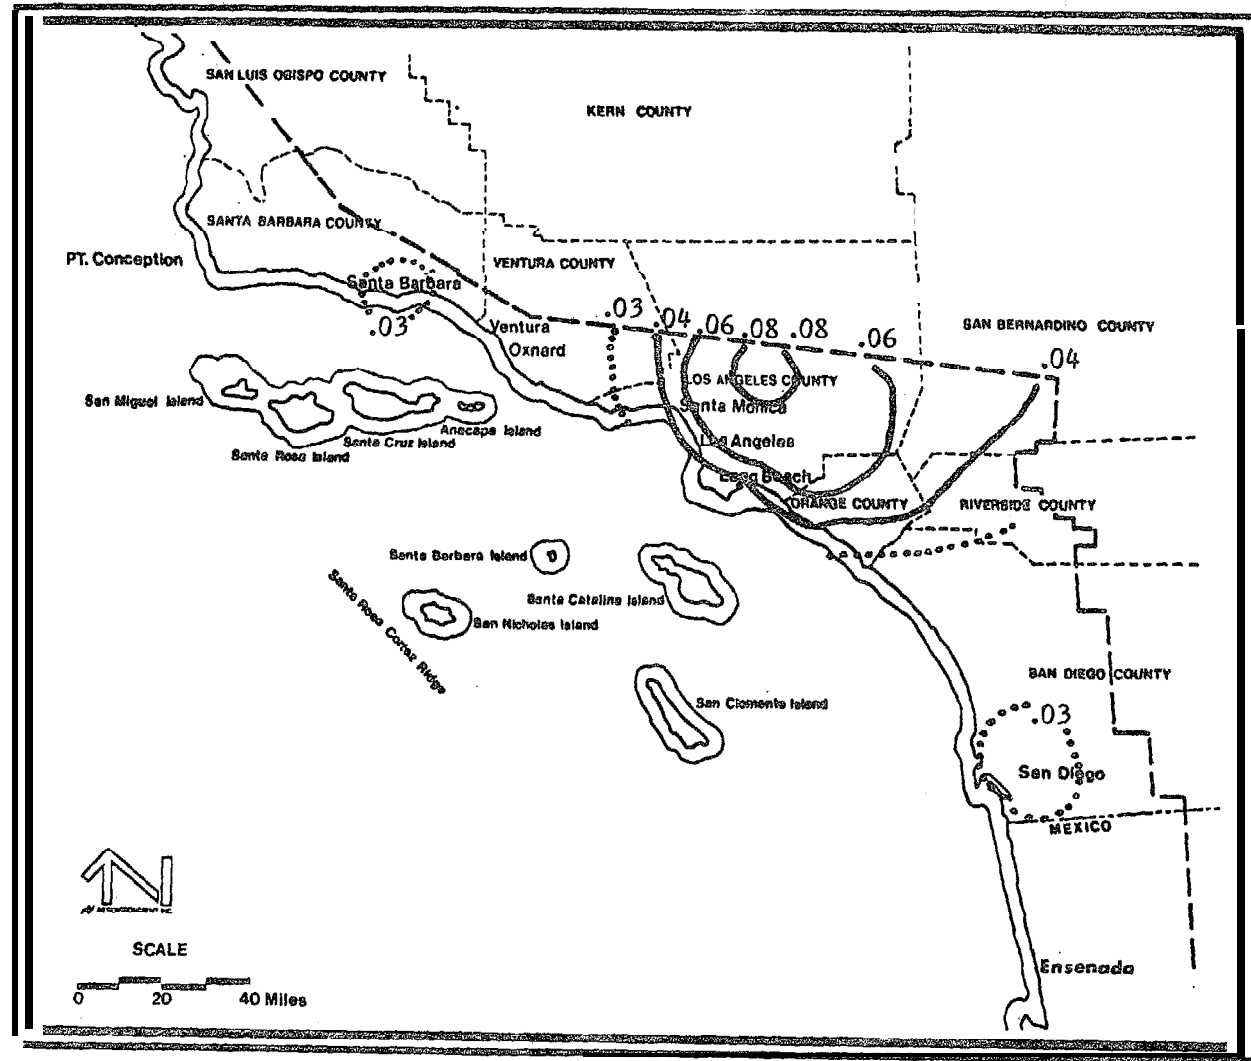 SAN LUIS OBISPO COUNTY
KERN COUNTY
SANTA BARBARA COUNTY
PT. Conception
VENTURA COUNTY
Santa Barbara
.03
.03
.04
.06
.08
.08
.06
SAN BERNARDINO COUNTY
.04
Ventura
Oxnard
LOS ANGELES COUNTY
San Miguel Island
Santa Monica
Anacapa Island
Santa Cruz Island
Santa Rosa Island
Los Angeles
Long Beach
ORANGE COUNTY
RIVERSIDE COUNTY
Santa Barbara Island
Santa Catalina Island
San Nicholas Island
Santa Rosa Cortez Ridge
SAN DIEGO COUNTY
San Clemente Island
.03
San Diego
MEXICO
N
SCALE
0 20 40 Miles
Ensenada